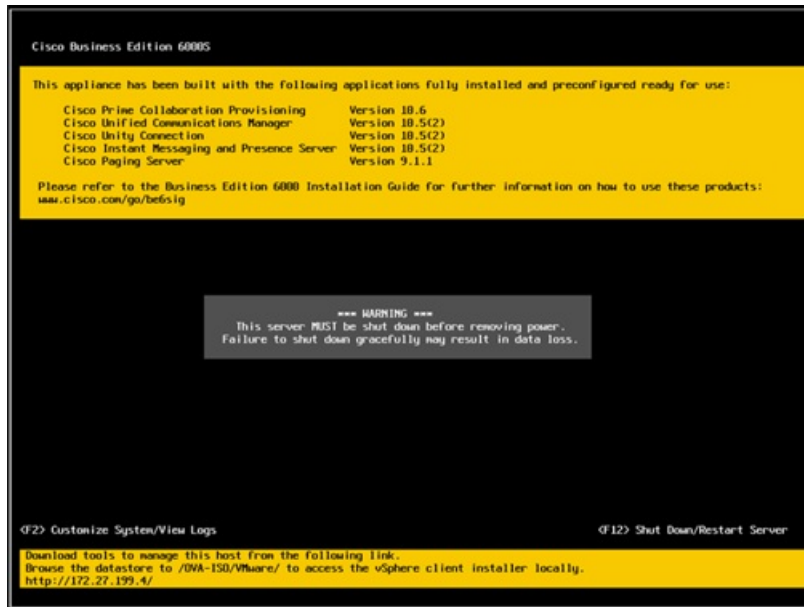 Cisco Business Edition 6000S
This appliance has been built with the following applications fully installed and preconfigured ready for use:
Cisco Prime Collaboration Provisioning Version 10.6
Cisco Unified Communications Manager Version 10.5(2)
Cisco Unity Connection Version 10.5(2)
Cisco Instant Messaging and Presence Server Version 10.5(2)
Cisco Paging Server Version 9.1.1
Please refer to the Business Edition 6000 Installation Guide for further information on how to use these products:
www.cisco.com/go/be6sig
=== WARNING ===
This server MUST be shut down before removing power.
Failure to shut down gracefully may result in data loss.
<F2> Customize System/View Logs
<F12> Shut Down/Restart Server
Download tools to manage this host from the following link.
Browse the datastore to /OVA-ISO/VMware/ to access the vSphere client installer locally.
http://172.27.199.4/